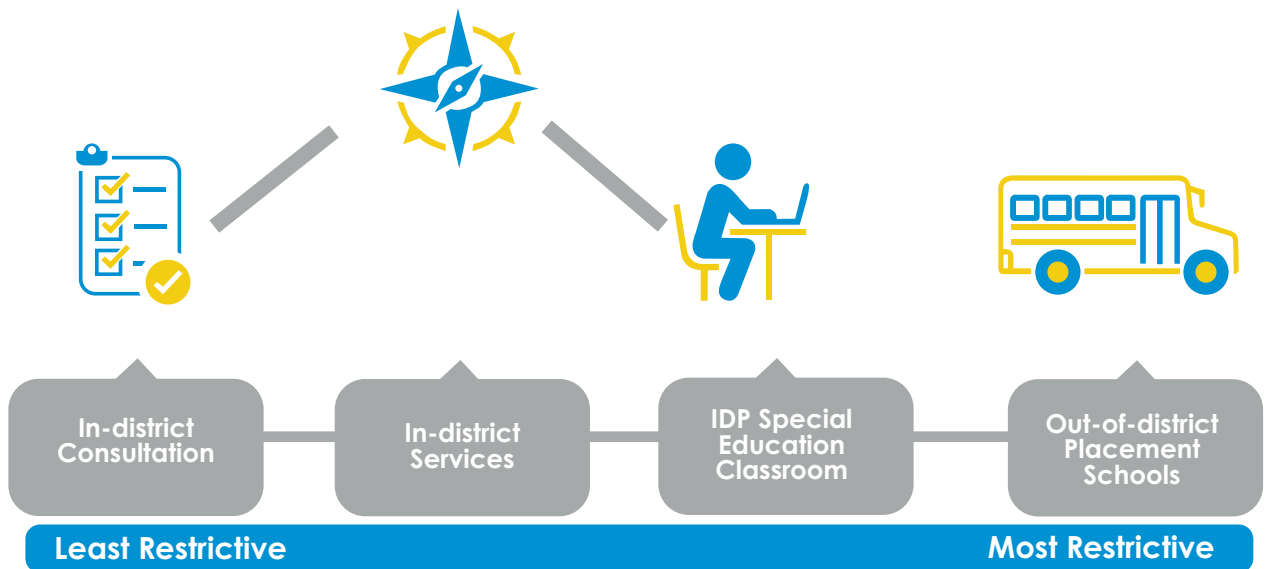 In-district
Consultation
In-district
Services
IDP Special
Education
Classroom
Out-of-district
Placement
Schools
Least Restrictive
Most Restrictive